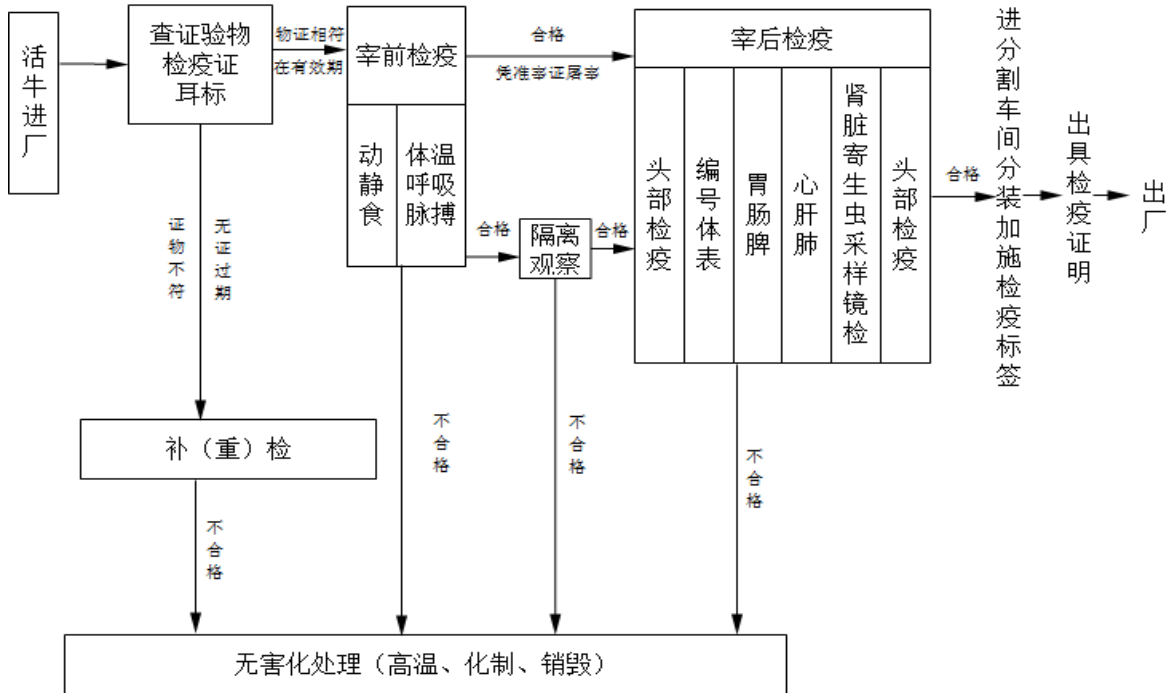 活牛进厂
查证验物
检疫证
耳标
物证相符
在有效期
宰前检疫
动静食
体温
呼吸
脉搏
合格
凭准宰证屠宰
宰后检疫
头部检疫
编号体表
胃肠脾
心肝肺
肾脏寄生虫采样镜检
头部检疫
合格
进分割车间分装加施检疫标签
出具检疫证明
出厂
合格
隔离
观察
合格
证物不符
无证过期
补（重）检
不合格
不合格
不合格
不合格
无害化处理（高温、化制、销毁）